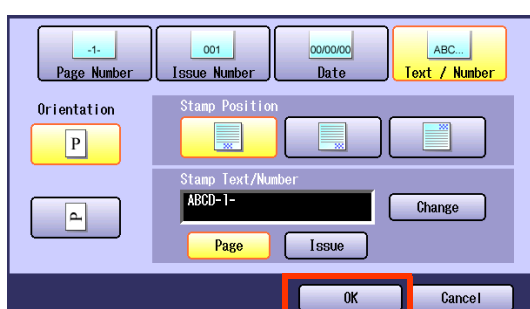 -1-
Page Number
001
Issue Number
00/00/00
Date
ABC...
Text / Number
Orientation
P
P
Stamp Position
Stamp Text/Number
ABCD-1-
Change
Page
Issue
OK
Cancel